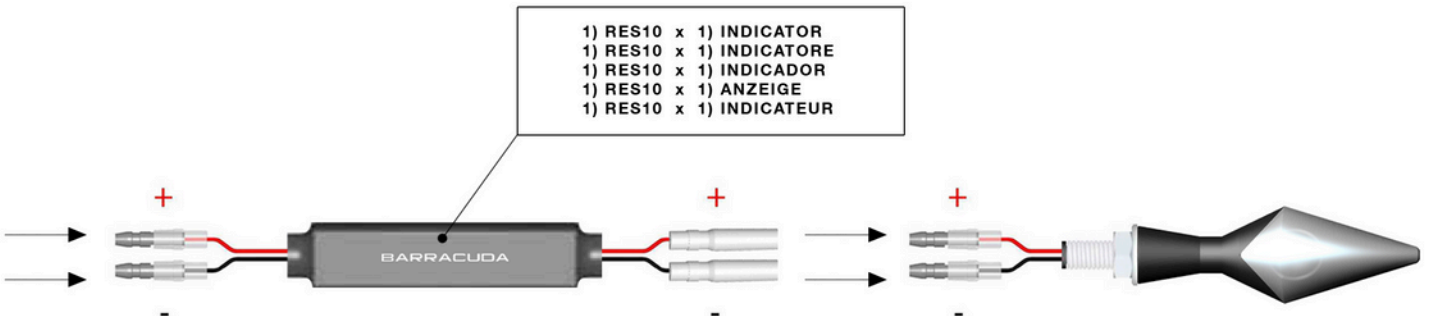 1) RES10 x 1) INDICATOR
1) RES10 x 1) INDICATORE
1) RES10 x 1) INDICADOR
1) RES10 x 1) ANZEIGE
1) RES10 x 1) INDICATEUR
+ + +
BARRACUDA
- - -